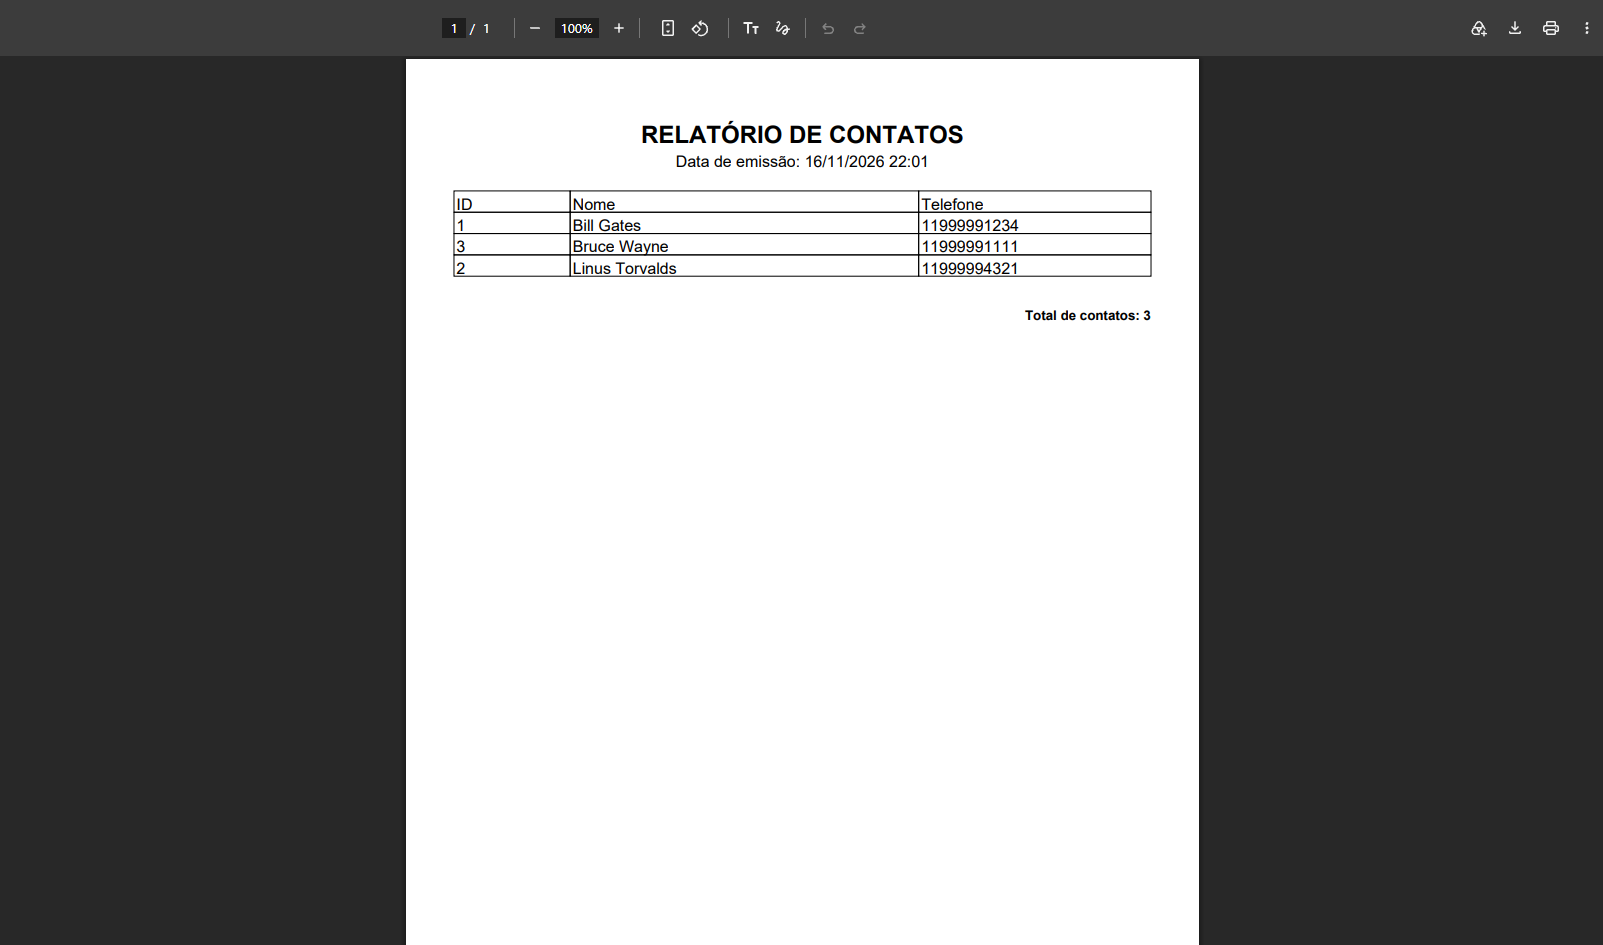 1 / 1 100%
RELATÓRIO DE CONTATOS
Data de emissão: 16/11/2026 22:01
ID Nome Telefone
1 Bill Gates 11999991234
3 Bruce Wayne 11999991111
2 Linus Torvalds 11999994321
Total de contatos: 3